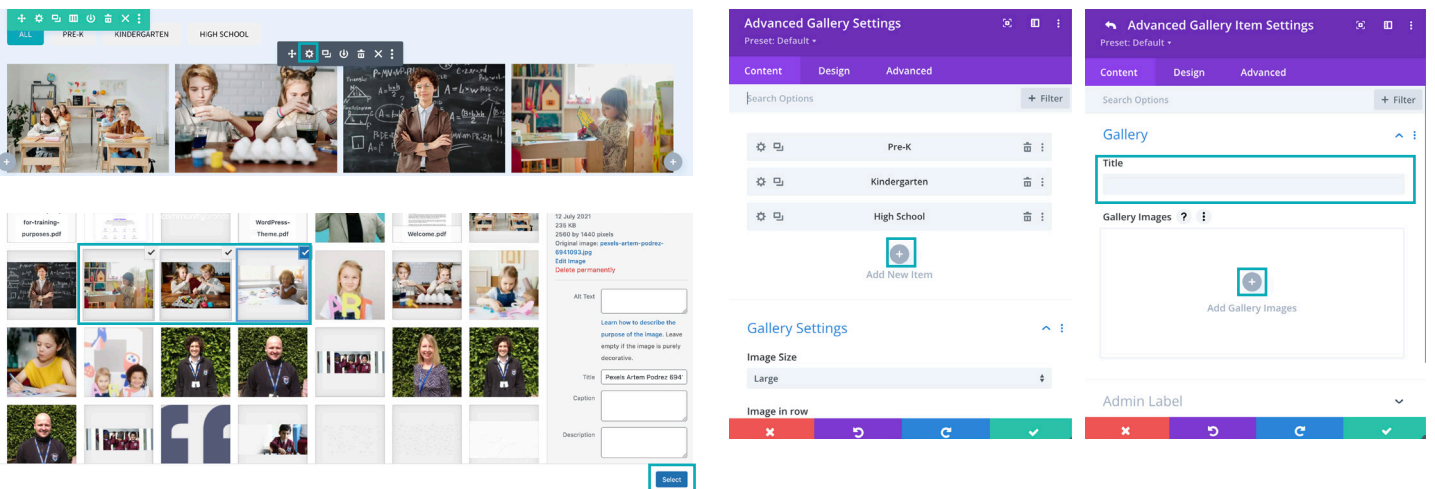 ALL PRE-K KINDERGARTEN HIGH SCHOOL
for-training-
purposes.pdf
WordPress-
Theme.pdf
Welcome.pdf
12 July 2021
235 KB
2560 by 1440 pixels
Original image: pexels-artem-podrez-
6941093.jpg
Edit Image
Delete permanently
Alt Text
Learn how to describe the
purpose of the image. Leave
empty if the image is purely
decorative.
Title Pexels Artem Podrez 694
Caption
Description
Select
Advanced Gallery Settings
Preset: Default
Content Design Advanced
Search Options + Filter
Pre-K
Kindergarten
High School
Add New Item
Gallery Settings
Image Size
Large
Image in row
Advanced Gallery Item Settings
Preset: Default
Content Design Advanced
Search Options + Filter
Gallery
Title
Gallery Images ?
Add Gallery Images
Admin Label